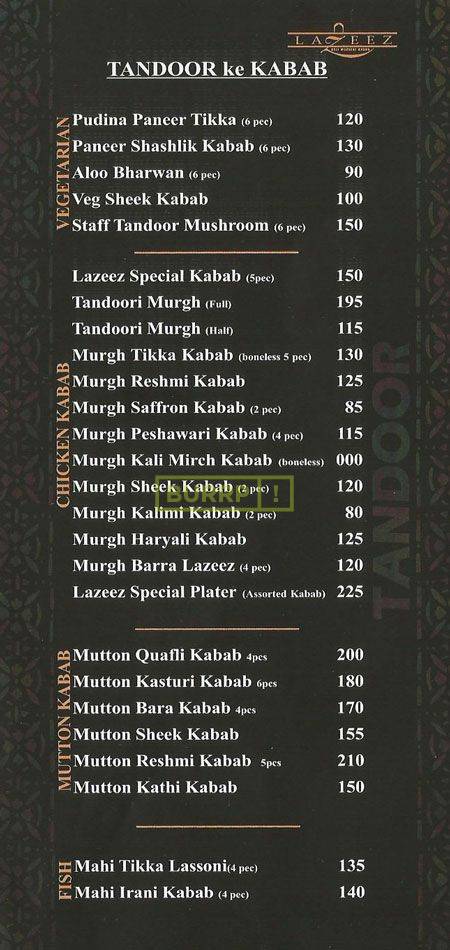 LAZEEZ
TANDOOR ke KABAB
VEGETARIAN
Pudina Paneer Tikka (6 pec) 120
Paneer Shashlik Kabab (6 pec) 130
Aloo Bharwan (6 pec) 90
Veg Sheek Kabab 100
Staff Tandoor Mushroom (6 pec) 150
CHICKEN KABAB
Lazeez Special Kabab (5pec) 150
Tandoori Murgh (Full) 195
Tandoori Murgh (Half) 115
Murgh Tikka Kabab (boneless 5 pec) 130
Murgh Reshmi Kabab 125
Murgh Saffron Kabab (2 pec) 85
Murgh Peshawari Kabab (4 pec) 115
Murgh Kali Mirch Kabab (boneless) 000
Murgh Sheek Kabab (2 pec) 120
BURRP!
Murgh Kalimi Kabab (2 pec) 80
Murgh Haryali Kabab 125
Murgh Barra Lazeez (4 pec) 120
Lazeez Special Plater (Assorted Kabab) 225
TANDOOR
MUTTON KABAB
Mutton Quafli Kabab 4pcs 200
Mutton Kasturi Kabab 6pcs 180
Mutton Bara Kabab 4pcs 170
Mutton Sheek Kabab 155
Mutton Reshmi Kabab 5pcs 210
Mutton Kathi Kabab 150
FISH
Mahi Tikka Lassoni(4 pec) 135
Mahi Irani Kabab (4 pec) 140